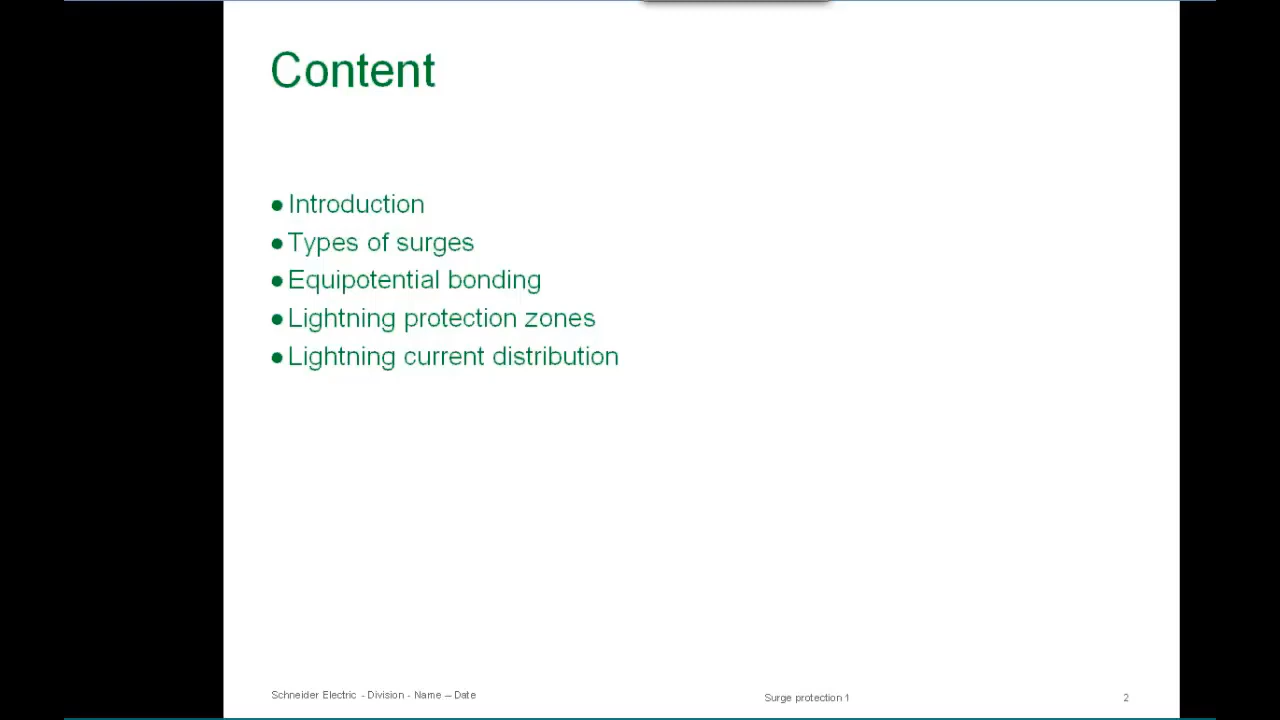 Content
● Introduction
● Types of surges
● Equipotential bonding
● Lightning protection zones
● Lightning current distribution
Schneider Electric - Division - Name – Date
Surge protection 1
2